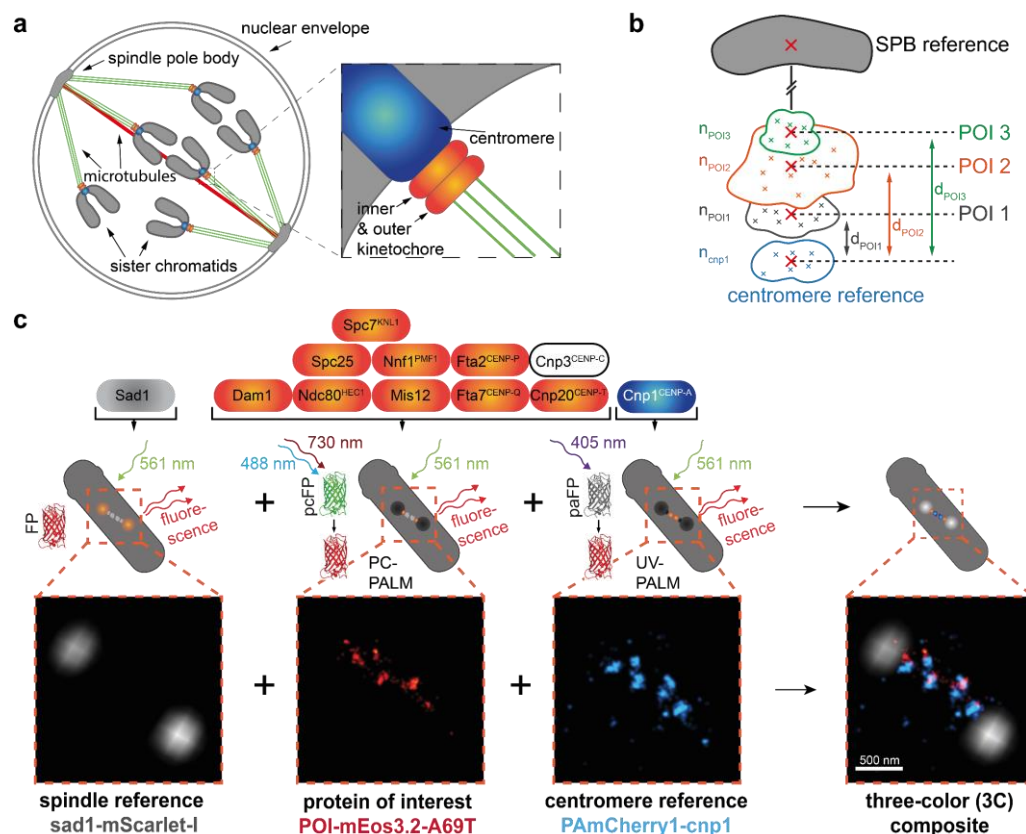 a
nuclear envelope
spindle pole body
centromere
microtubules
inner
& outer
kinetochore
sister chromatids
b
SPB reference
nPOI3
POI 3
nPOI2
POI 2
dPOI3
nPOI1
POI 1
dPOI2
dPOI1
ncnp1
centromere reference
c
Spc7KNL1
Spc25
Nnf1PMF1
Fta2CENP-P
Cnp3CENP-C
Sad1
Dam1
Ndc80HEC1
Mis12
Fta7CENP-Q
Cnp20CENP-T
Cnp1CENP-A
561 nm
730 nm
488 nm
561 nm
405 nm
561 nm
FP
fluore-
scence
+
pcFP
PC-
PALM
fluore-
scence
+
paFP
UV-
PALM
fluore-
scence
+
+
500 nm
spindle reference
sad1-mScarlet-I
protein of interest
POI-mEos3.2-A69T
centromere reference
PAmCherry1-cnp1
three-color (3C)
composite